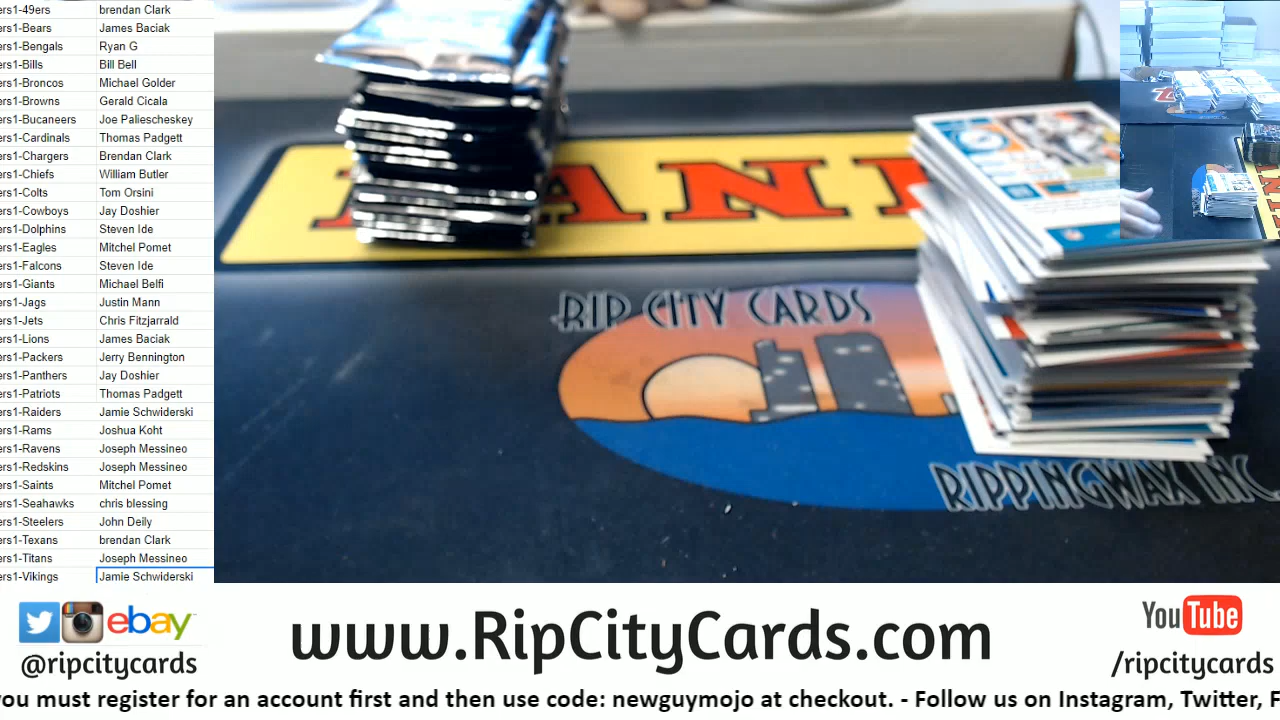 ers1-49ers brendan Clark
ers1-Bears James Baciak
ers1-Bengals Ryan G
ers1-Bills Bill Bell
ers1-Broncos Michael Golder
ers1-Browns Gerald Cicala
ers1-Bucaneers Joe Paliescheskey
ers1-Cardinals Thomas Padgett
ers1-Chargers Brendan Clark
ers1-Chiefs William Butler
ers1-Colts Tom Orsini
ers1-Cowboys Jay Doshier
ers1-Dolphins Steven Ide
ers1-Eagles Mitchel Pomet
ers1-Falcons Steven Ide
ers1-Giants Michael Belfi
ers1-Jags Justin Mann
ers1-Jets Chris Fitzjarrald
ers1-Lions James Baciak
ers1-Packers Jerry Bennington
ers1-Panthers Jay Doshier
ers1-Patriots Thomas Padgett
ers1-Raiders Jamie Schwiderski
ers1-Rams Joshua Koht
ers1-Ravens Joseph Messineo
ers1-Redskins Joseph Messineo
ers1-Saints Mitchel Pomet
ers1-Seahawks chris blessing
ers1-Steelers John Deily
ers1-Texans brendan Clark
ers1-Titans Joseph Messineo
ers1-Vikings Jamie Schwiderski
PANI
RIP CITY CARDS
RIPPINGWAX INC
ebay
@ripcitycards
www.RipCityCards.com
YouTube
/ripcitycards
you must register for an account first and then use code: newguymojo at checkout. - Follow us on Instagram, Twitter, F